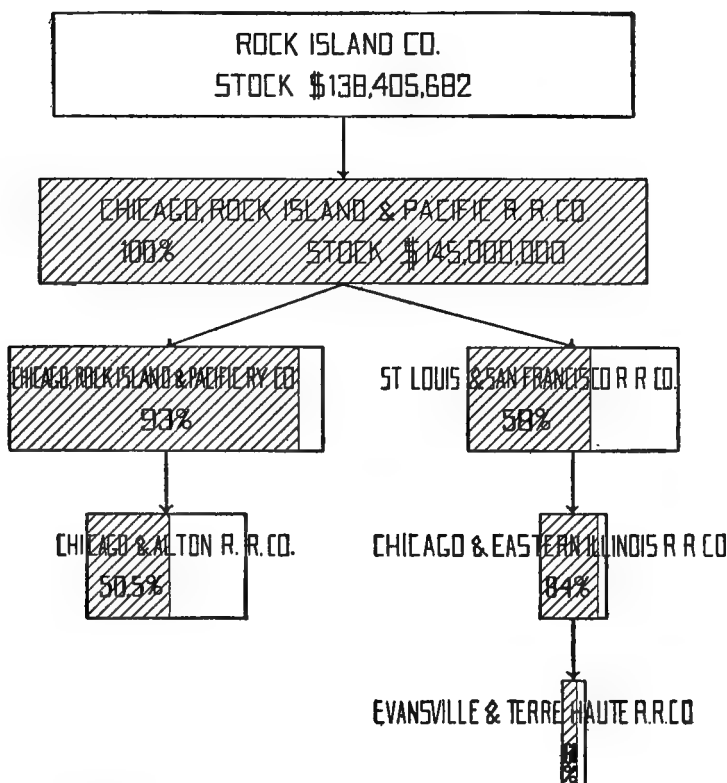 ROCK ISLAND CO.
STOCK $138,405,682
CHICAGO, ROCK ISLAND & PACIFIC R. R. CO.
100% STOCK $145,000,000
CHICAGO, ROCK ISLAND & PACIFIC RY CO
93%
ST LOUIS & SAN FRANCISCO R R CO.
58%
CHICAGO & ALTON R. R. CO.
50.5%
CHICAGO & EASTERN ILLINOIS R R CO
84%
EVANSVILLE & TERRE HAUTE R.R.CO